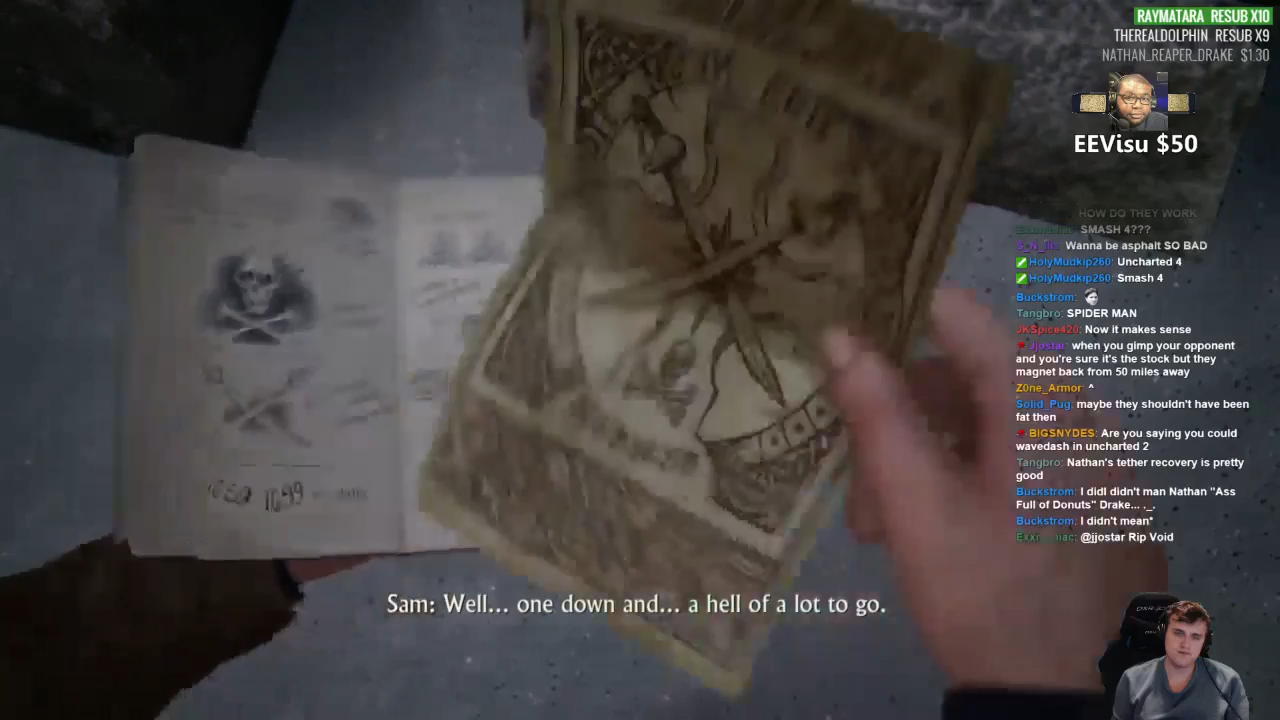 RAYMATARA RESUB X10
THEREALDOLPHIN RESUB X9
NATHAN_REAPER_DRAKE $1.30
EEVisu $50
HOW DO THEY WORK
SMASH 4???
Wanna be asphalt SO BAD
HolyMudkip260: Uncharted 4
HolyMudkip260: Smash 4
Buckstrom:
Tangbro: SPIDER MAN
JKSpice420: Now it makes sense
Jjostar: when you gimp your opponent
and you're sure it's the stock but they
magnet back from 50 miles away
Z0ne_Armor: ^
Solid_Pug: maybe they shouldn't have been
fat then
BIGSNYDES: Are you saying you could
wavedash in uncharted 2
Tangbro: Nathan's tether recovery is pretty
good
Buckstrom: I didI didn't man Nathan "Ass
Full of Donuts" Drake... ._.
Buckstrom: I didn't mean*
@jjostar Rip Void
1699
Sam: Well... one down and... a hell of a lot to go.